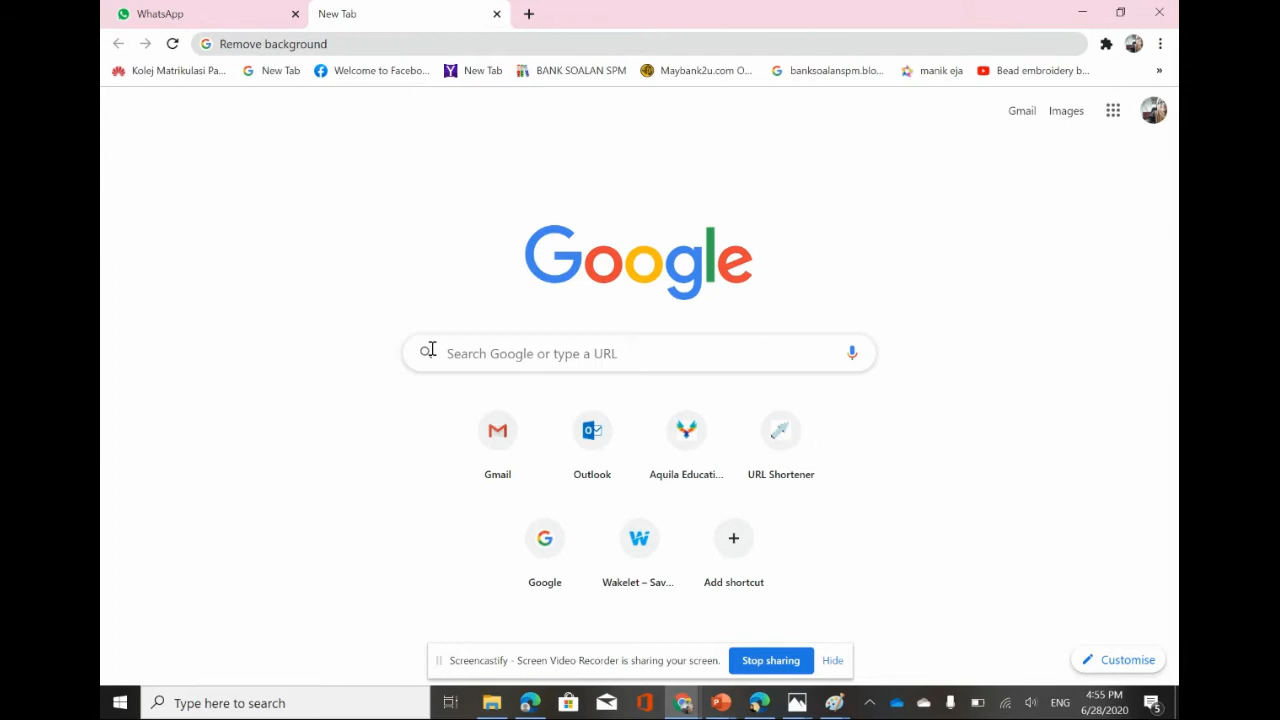 WhatsApp
New Tab
Remove background
Kolej Matrikulasi Pa...
New Tab
Welcome to Facebo...
New Tab
BANK SOALAN SPM
Maybank2u.com O...
banksoalanspm.blo...
manik eja
Bead embroidery b...
»
Gmail
Images
Google
Search Google or type a URL
Gmail
Outlook
Aquila Educati...
URL Shortener
Google
Wakelet – Sav...
Add shortcut
Screencastify - Screen Video Recorder is sharing your screen.
Stop sharing
Hide
Customise
Type here to search
ENG
4:55 PM
6/28/2020
5